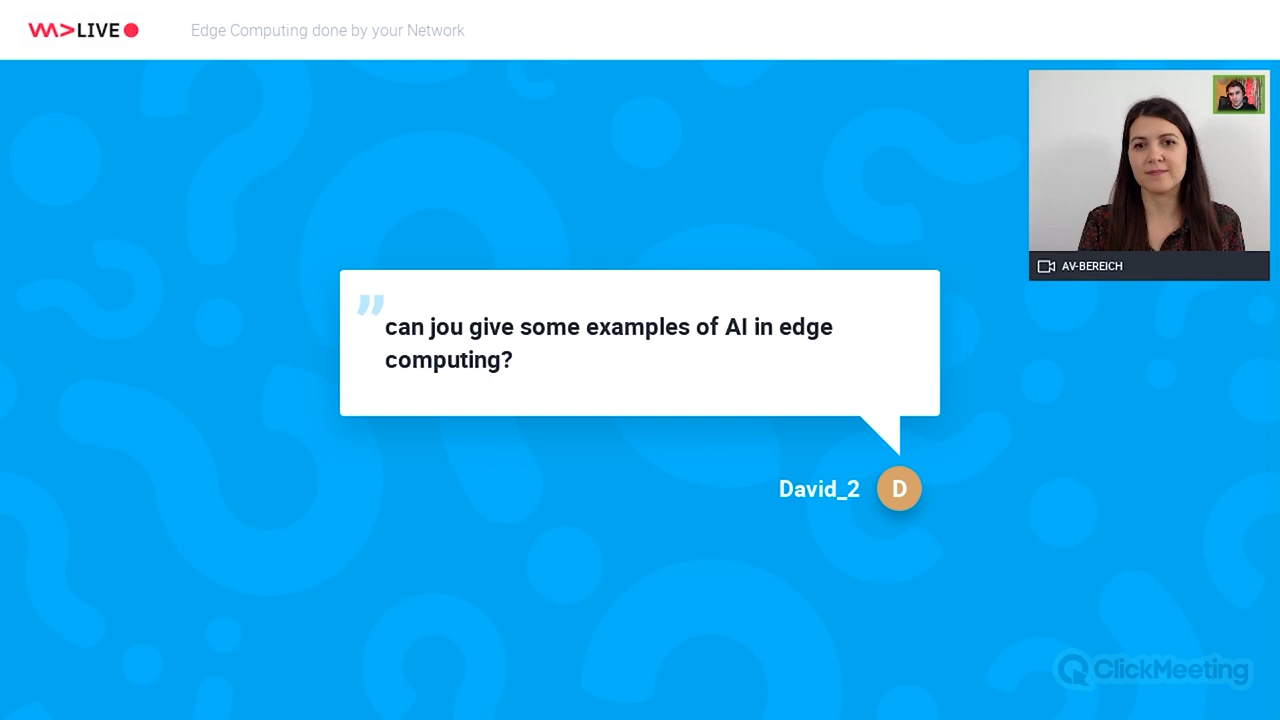 LIVE
Edge Computing done by your Network
AV-BEREICH
can jou give some examples of AI in edge
computing?
David_2
D
ClickMeeting